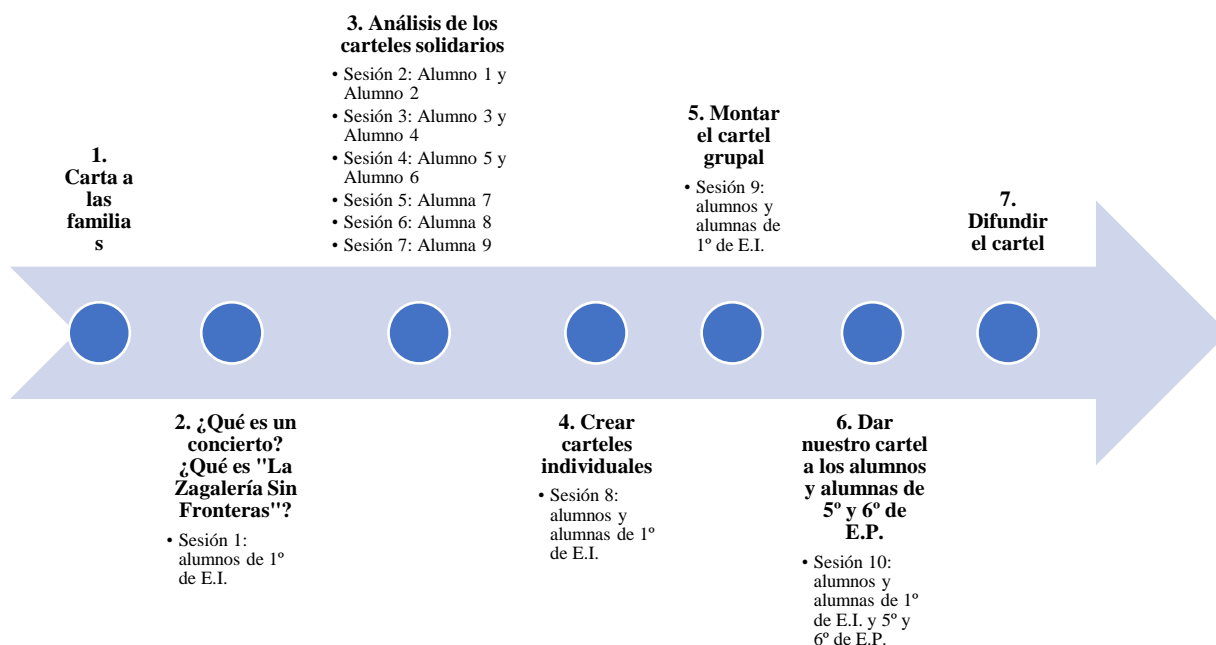 1.
Carta a
las
familia
s
2. ¿Qué es un
concierto?
¿Qué es "La
Zagalería Sin
Fronteras"?
• Sesión 1:
alumnos de 1º
de E.I.
3. Análisis de los
carteles solidarios
• Sesión 2: Alumno 1 y
Alumno 2
• Sesión 3: Alumno 3 y
Alumno 4
• Sesión 4: Alumno 5 y
Alumno 6
• Sesión 5: Alumna 7
• Sesión 6: Alumna 8
• Sesión 7: Alumna 9
4. Crear
carteles
individuales
• Sesión 8:
alumnos y
alumnas de 1º
de E.I.
5. Montar
el cartel
grupal
• Sesión 9:
alumnos y
alumnas de
1º de E.I.
6. Dar
nuestro cartel
a los alumnos
y alumnas de
5º y 6º de
E.P.
• Sesión 10:
alumnos y
alumnas de 1º
de E.I. y 5º y
6º de E.P.
7.
Difundir
el cartel